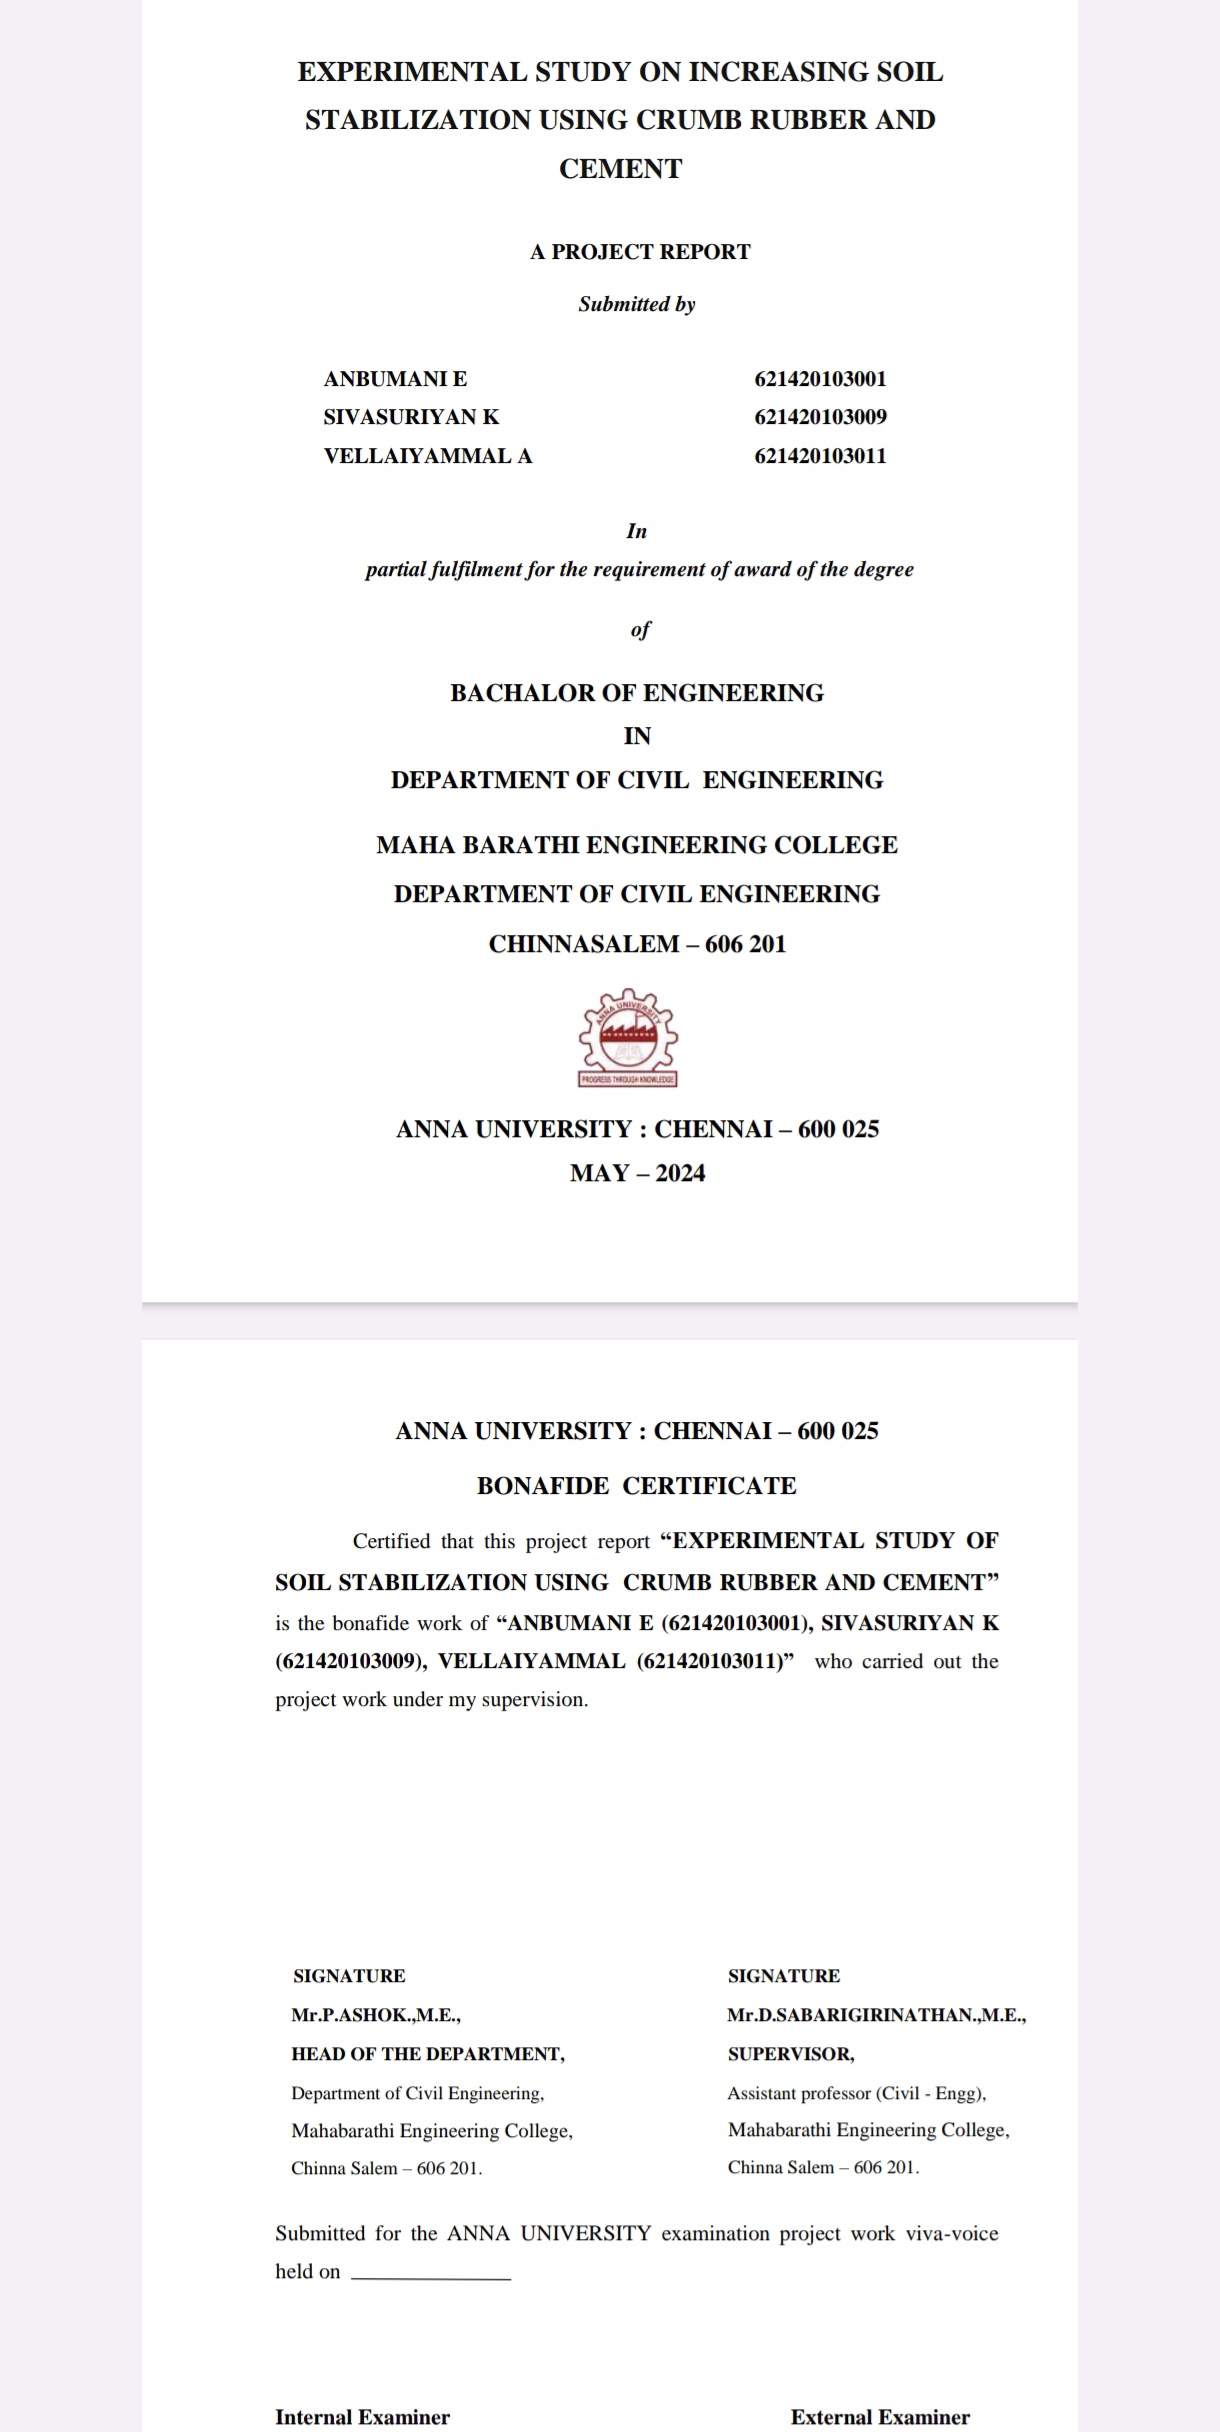 EXPERIMENTAL STUDY ON INCREASING SOIL
STABILIZATION USING CRUMB RUBBER AND
CEMENT
A PROJECT REPORT
Submitted by
ANBUMANI E 621420103001
SIVASURIYAN K 621420103009
VELLAIYAMMAL A 621420103011
In
partial fulfilment for the requirement of award of the degree
of
BACHALOR OF ENGINEERING
IN
DEPARTMENT OF CIVIL ENGINEERING
MAHA BARATHI ENGINEERING COLLEGE
DEPARTMENT OF CIVIL ENGINEERING
CHINNASALEM – 606 201
ANNA UNIVERSITY
PROGRESS THROUGH KNOWLEDGE
ANNA UNIVERSITY : CHENNAI – 600 025
MAY – 2024
ANNA UNIVERSITY : CHENNAI – 600 025
BONAFIDE CERTIFICATE
Certified that this project report “EXPERIMENTAL STUDY OF
SOIL STABILIZATION USING CRUMB RUBBER AND CEMENT”
is the bonafide work of “ANBUMANI E (621420103001), SIVASURIYAN K
(621420103009), VELLAIYAMMAL (621420103011)” who carried out the
project work under my supervision.
SIGNATURE SIGNATURE
Mr.P.ASHOK.,M.E., Mr.D.SABARIGIRINATHAN.,M.E.,
HEAD OF THE DEPARTMENT, SUPERVISOR,
Department of Civil Engineering, Assistant professor (Civil - Engg),
Mahabarathi Engineering College, Mahabarathi Engineering College,
Chinna Salem – 606 201. Chinna Salem – 606 201.
Submitted for the ANNA UNIVERSITY examination project work viva-voice
held on
Internal Examiner External Examiner